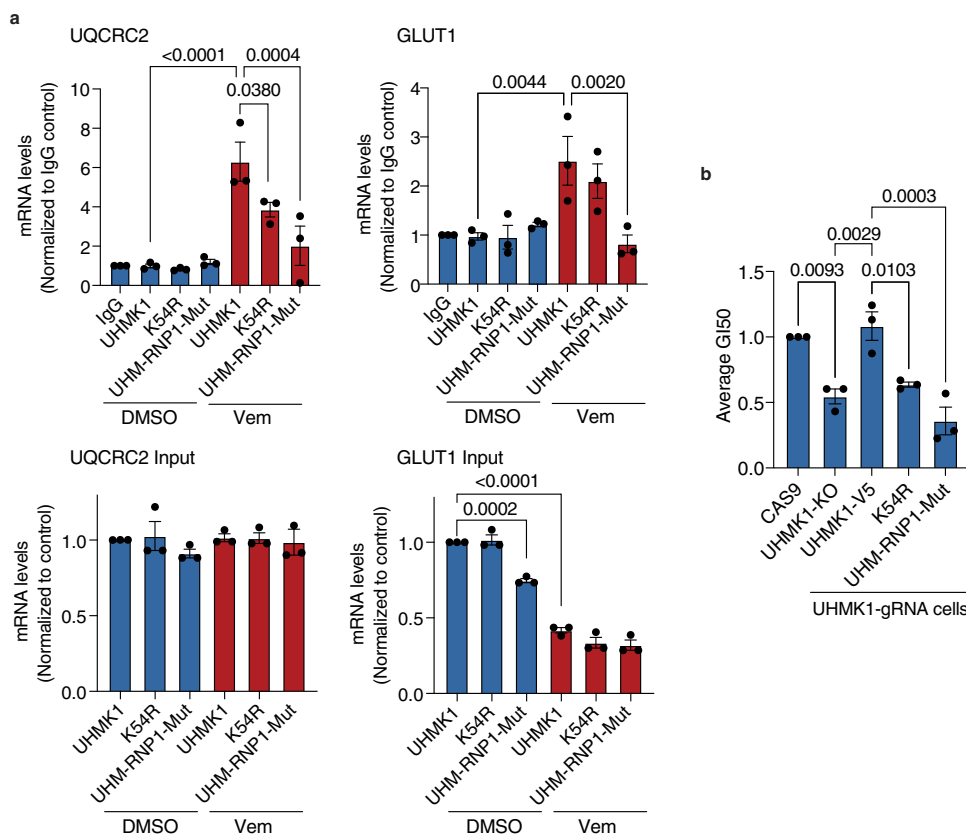 a
UQCRC2
<0.0001 0.0004
0.0380
mRNA levels
(Normalized to IgG control)
10
8
6
4
2
0
IgG
UHMK1
K54R
UHM-RNP1-Mut
UHMK1
K54R
UHM-RNP1-Mut
DMSO Vem
GLUT1
0.0044 0.0020
mRNA levels
(Normalized to IgG control)
5
4
3
2
1
0
IgG
UHMK1
K54R
UHM-RNP1-Mut
UHMK1
K54R
UHM-RNP1-Mut
DMSO Vem
UQCRC2 Input
mRNA levels
(Normalized to control)
1.0
0.5
0.0
UHMK1
K54R
UHM-RNP1-Mut
UHMK1
K54R
UHM-RNP1-Mut
DMSO Vem
GLUT1 Input
<0.0001
0.0002
mRNA levels
(Normalized to control)
1.0
0.5
0.0
UHMK1
K54R
UHM-RNP1-Mut
UHMK1
K54R
UHM-RNP1-Mut
DMSO Vem
b
0.0003
0.0029
0.0093 0.0103
Average GI50
1.5
1.0
0.5
0.0
CAS9
UHMK1-KO
UHMK1-V5
K54R
UHM-RNP1-Mut
UHMK1-gRNA cells